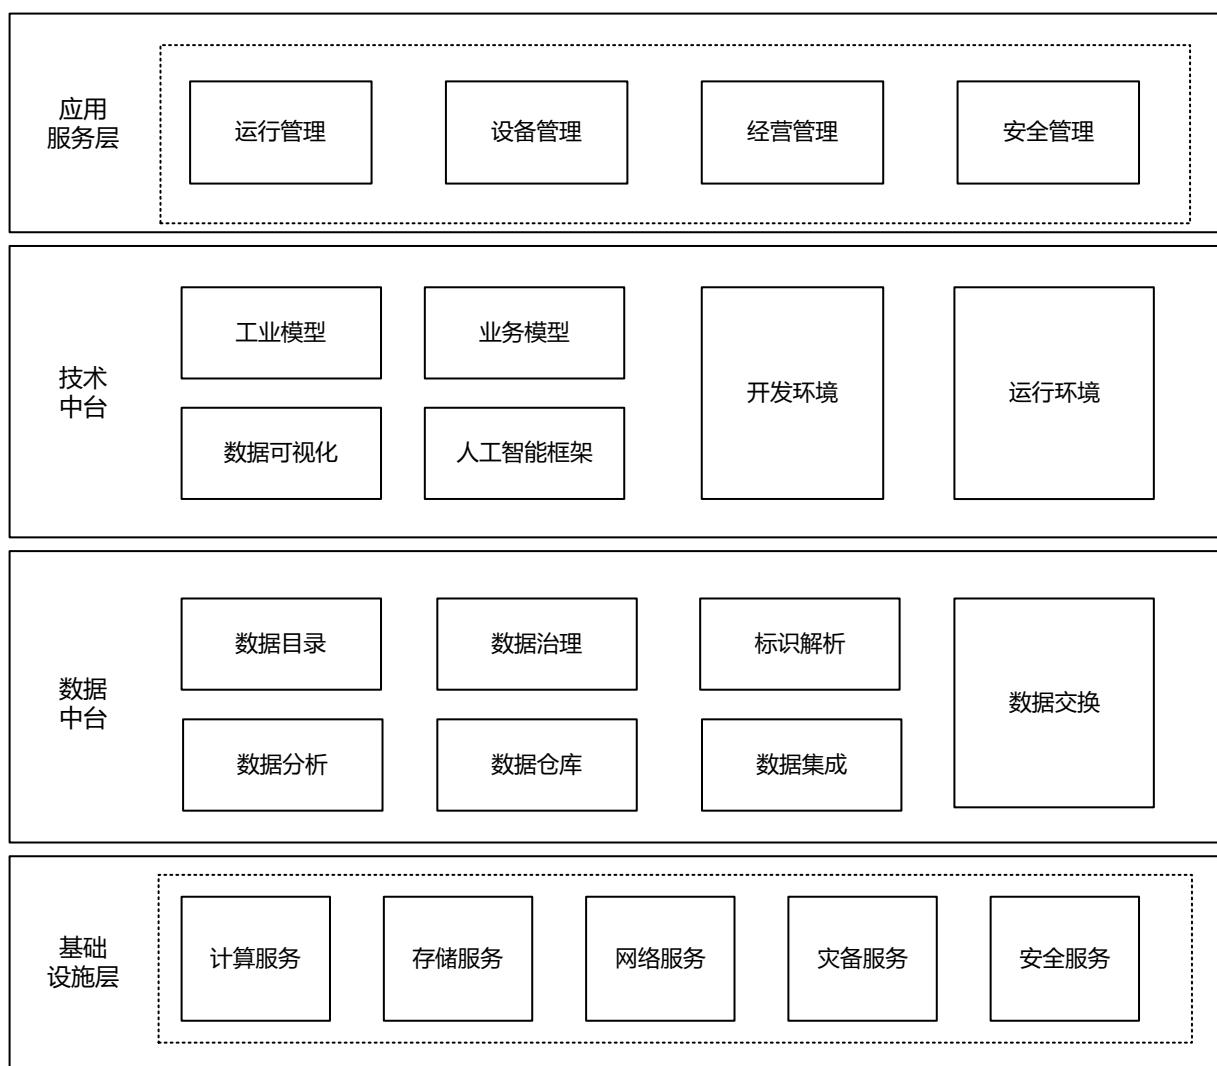 应用
服务层
运行管理
设备管理
经营管理
安全管理
技术
中台
工业模型
业务模型
数据可视化
人工智能框架
开发环境
运行环境
数据
中台
数据目录
数据治理
标识解析
数据分析
数据仓库
数据集成
数据交换
基础
设施层
计算服务
存储服务
网络服务
灾备服务
安全服务